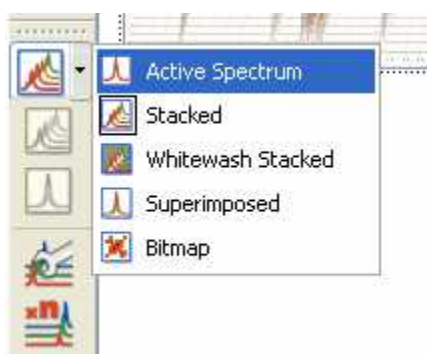 Active Spectrum
Stacked
Whitewash Stacked
Superimposed
Bitmap
×n